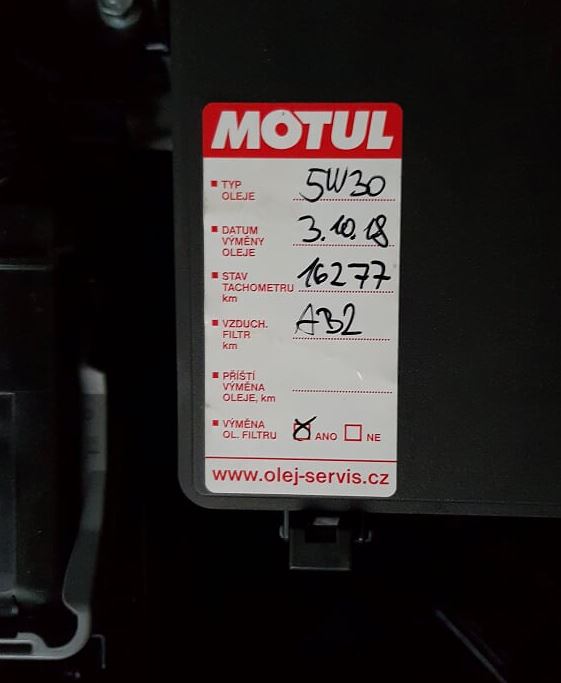 MOTUL
TYP OLEJE 5W30
DATUM VÝMĚNY OLEJE 3.10.18
STAV TACHOMETRU km 16277
VZDUCH. FILTR km AB2
PŘÍŠTÍ VÝMĚNA OLEJE, km
VÝMĚNA OL. FILTRU ANO NE
www.olej-servis.cz